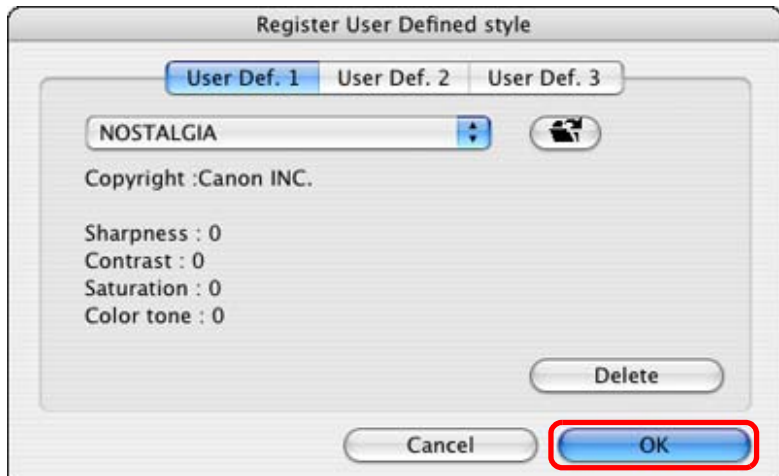 Register User Defined style
User Def. 1 User Def. 2 User Def. 3
NOSTALGIA
Copyright :Canon INC.
Sharpness : 0
Contrast : 0
Saturation : 0
Color tone : 0
Delete
Cancel OK